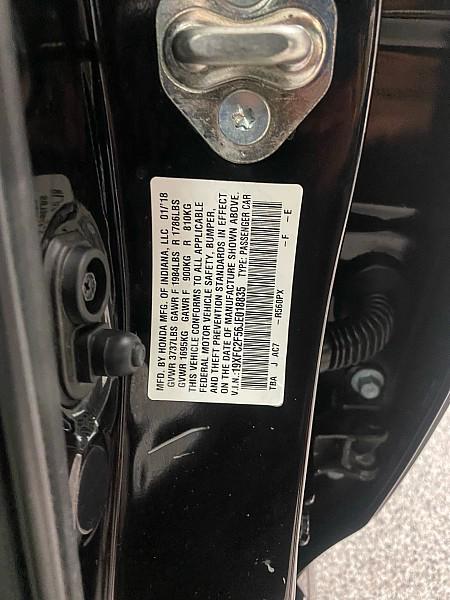 MFD. BY HONDA MFG. OF INDIANA, LLC 01/18
GVWR 3737LBS GAWR F 1984LBS R 1786LBS
GVWR 1695KG GAWR F 900KG R 810KG
THIS VEHICLE CONFORMS TO ALL APPLICABLE
FEDERAL MOTOR VEHICLE SAFETY, BUMPER,
AND THEFT PREVENTION STANDARDS IN EFFECT
ON THE DATE OF MANUFACTURE SHOWN ABOVE.
V.I.N.:19XFC2F56JE018835 TYPE: PASSENGER CAR
TBA J AC7 -R560PX -F -E